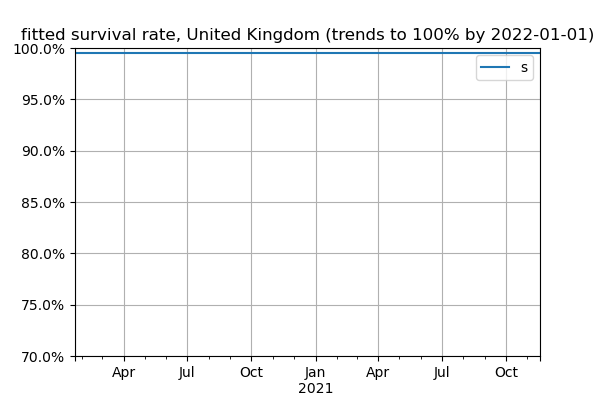 fitted survival rate, United Kingdom (trends to 100% by 2022-01-01)
100.0%
s
95.0%
90.0%
85.0%
80.0%
75.0%
70.0%
Apr Jul Oct Jan Apr Jul Oct
2021